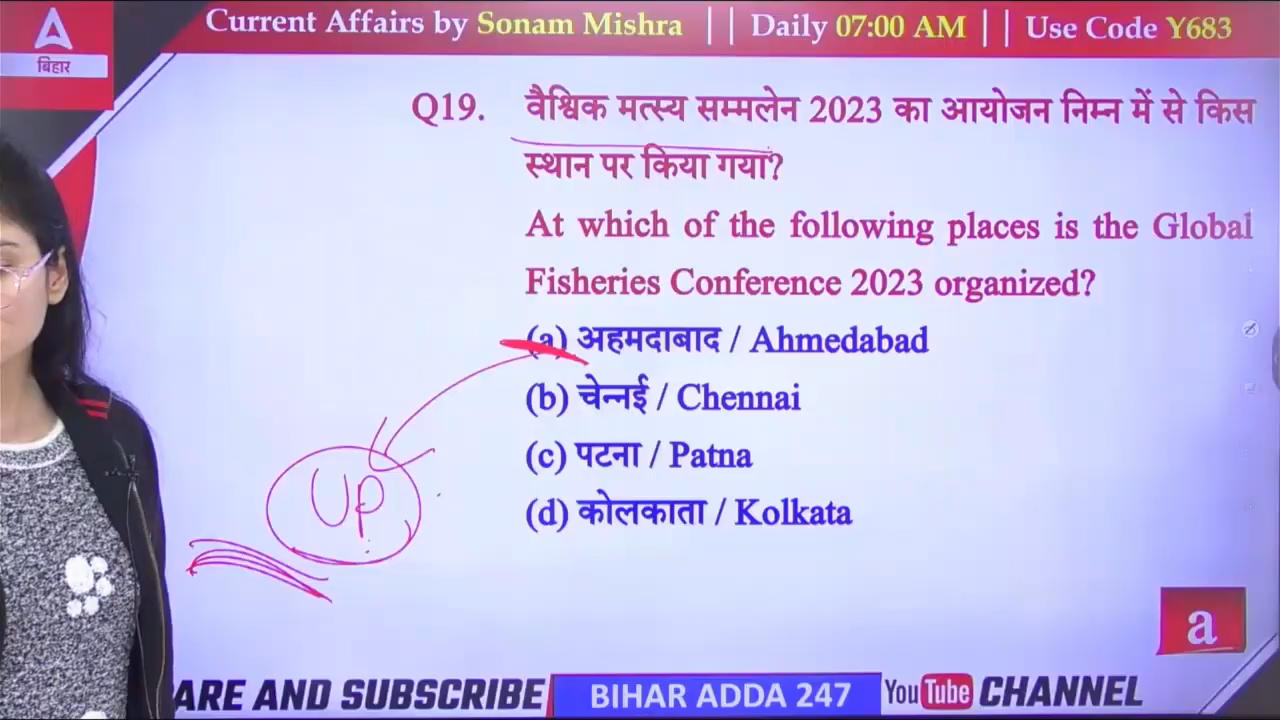 Current Affairs by Sonam Mishra || Daily 07:00 AM || Use Code Y683
बिहार
Q19. वैश्विक मत्स्य सम्मलेन 2023 का आयोजन निम्न में से किस
स्थान पर किया गया?
At which of the following places is the Global
Fisheries Conference 2023 organized?
(a) अहमदाबाद / Ahmedabad
(b) चेन्नई / Chennai
(c) पटना / Patna
(d) कोलकाता / Kolkata
UP
a
ARE AND SUBSCRIBE BIHAR ADDA 247 YouTube CHANNEL